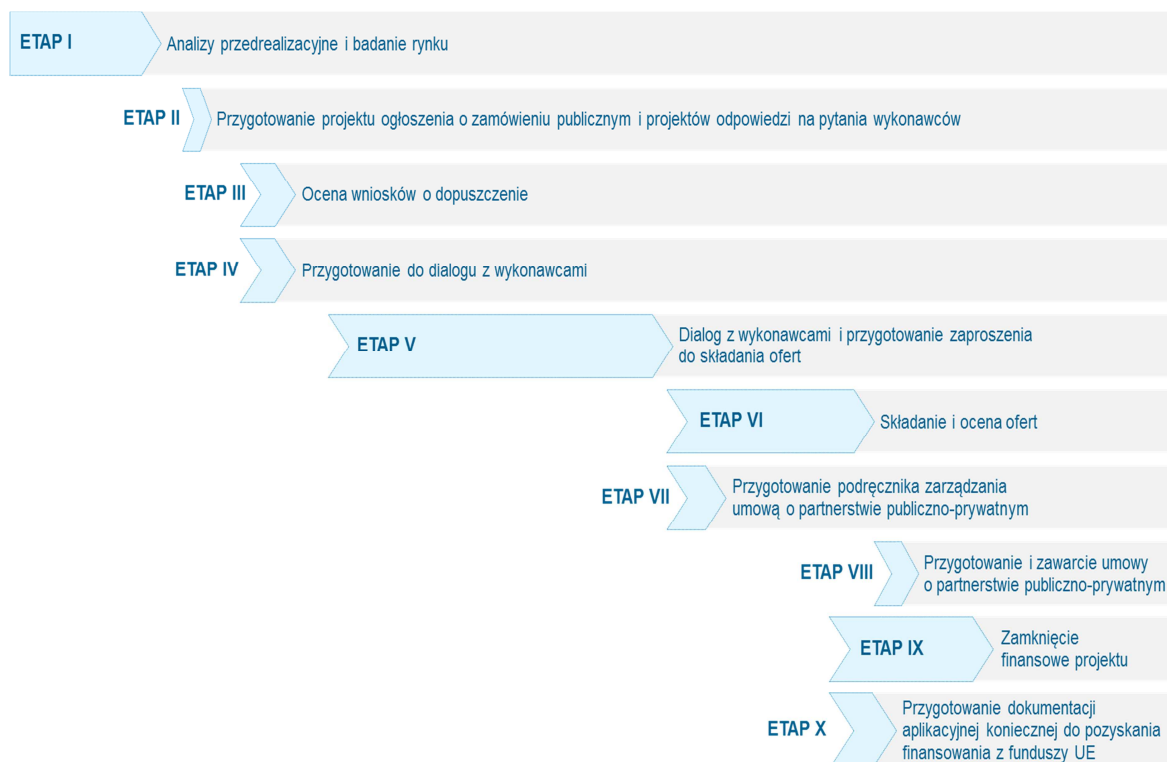 ETAP I
Analizy przedrealizacyjne i badanie rynku
ETAP II
Przygotowanie projektu ogłoszenia o zamówieniu publicznym i projektów odpowiedzi na pytania wykonawców
ETAP III
Ocena wniosków o dopuszczenie
ETAP IV
Przygotowanie do dialogu z wykonawcami
ETAP V
Dialog z wykonawcami i przygotowanie zaproszenia
do składania ofert
ETAP VI
Składanie i ocena ofert
ETAP VII
Przygotowanie podręcznika zarządzania
umową o partnerstwie publiczno-prywatnym
ETAP VIII
Przygotowanie i zawarcie umowy
o partnerstwie publiczno-prywatnym
ETAP IX
Zamknięcie
finansowe projektu
ETAP X
Przygotowanie dokumentacji
aplikacyjnej koniecznej do pozyskania
finansowania z funduszy UE